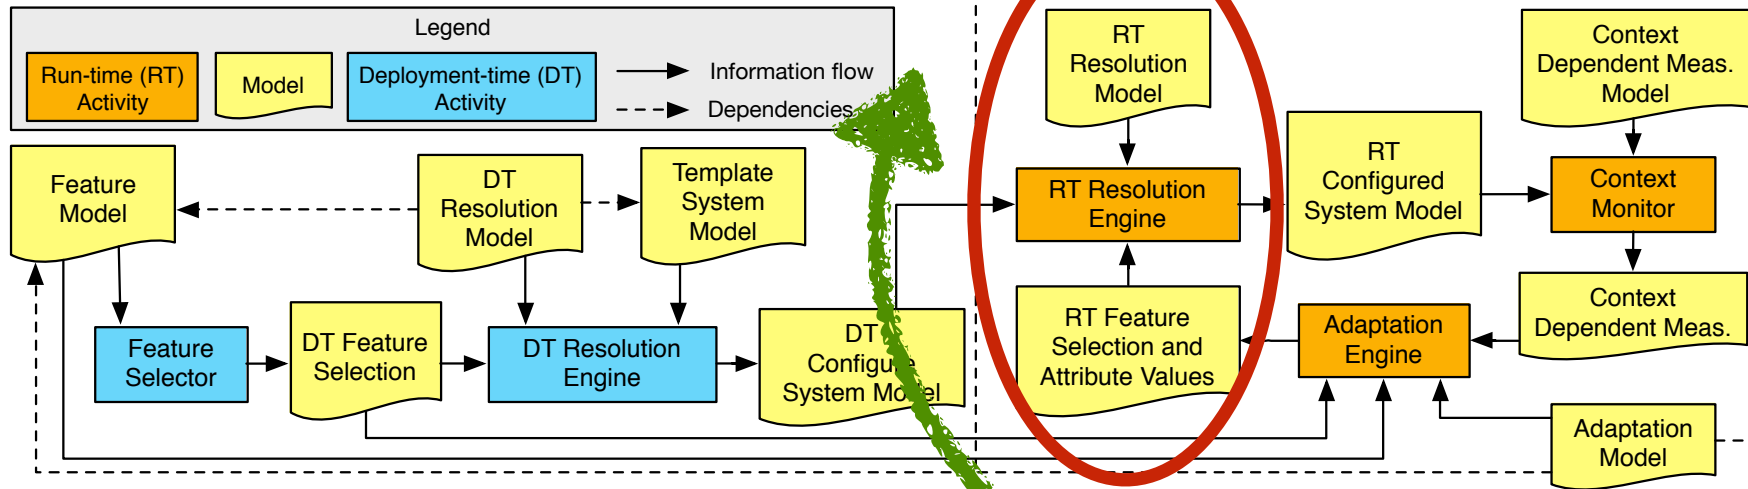 Legend
Run-time (RT)
Activity
Model
Deployment-time (DT)
Activity
Information flow
Dependencies
Feature
Model
DT
Resolution
Model
Template
System
Model
Feature
Selector
DT Feature
Selection
DT Resolution
Engine
DT
Configure
System Model
RT
Resolution
Model
RT Resolution
Engine
RT Feature
Selection and
Attribute Values
RT
Configured
System Model
Context
Dependent Meas.
Model
Context
Monitor
Context
Dependent Meas.
Adaptation
Engine
Adaptation
Model